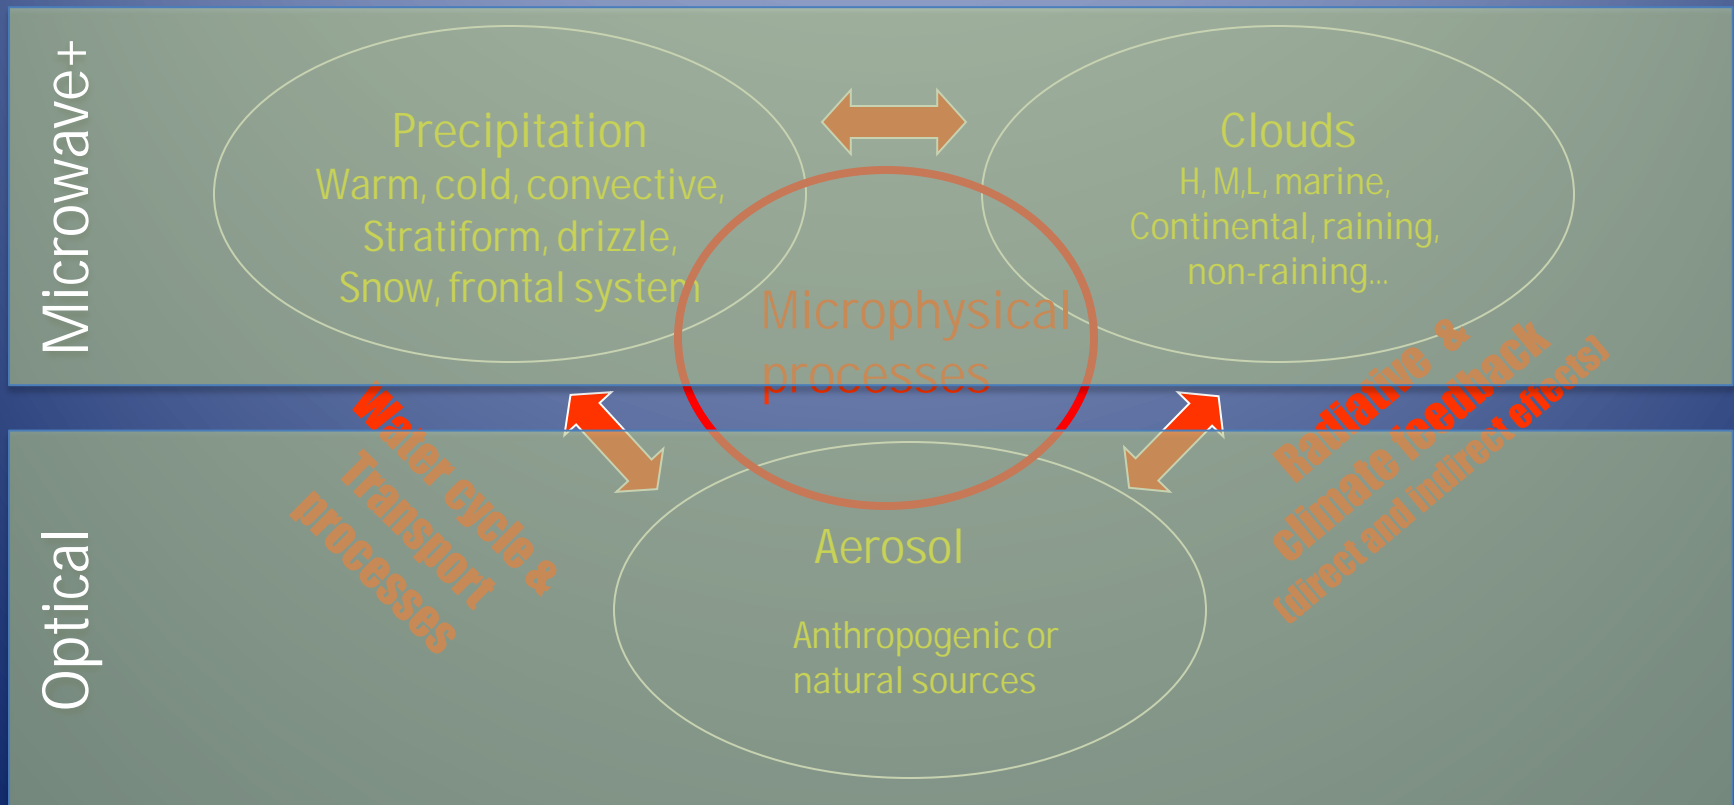 Microwave+
Precipitation
Warm, cold, convective,
Stratiform, drizzle,
Snow, frontal system
Clouds
H, M,L, marine,
Continental, raining,
non-raining...
Microphysical
processes
Water cycle &
Transport
processes
Radiative &
climate feedback
(direct and indirect effects)
Optical
Aerosol
Anthropogenic or
natural sources